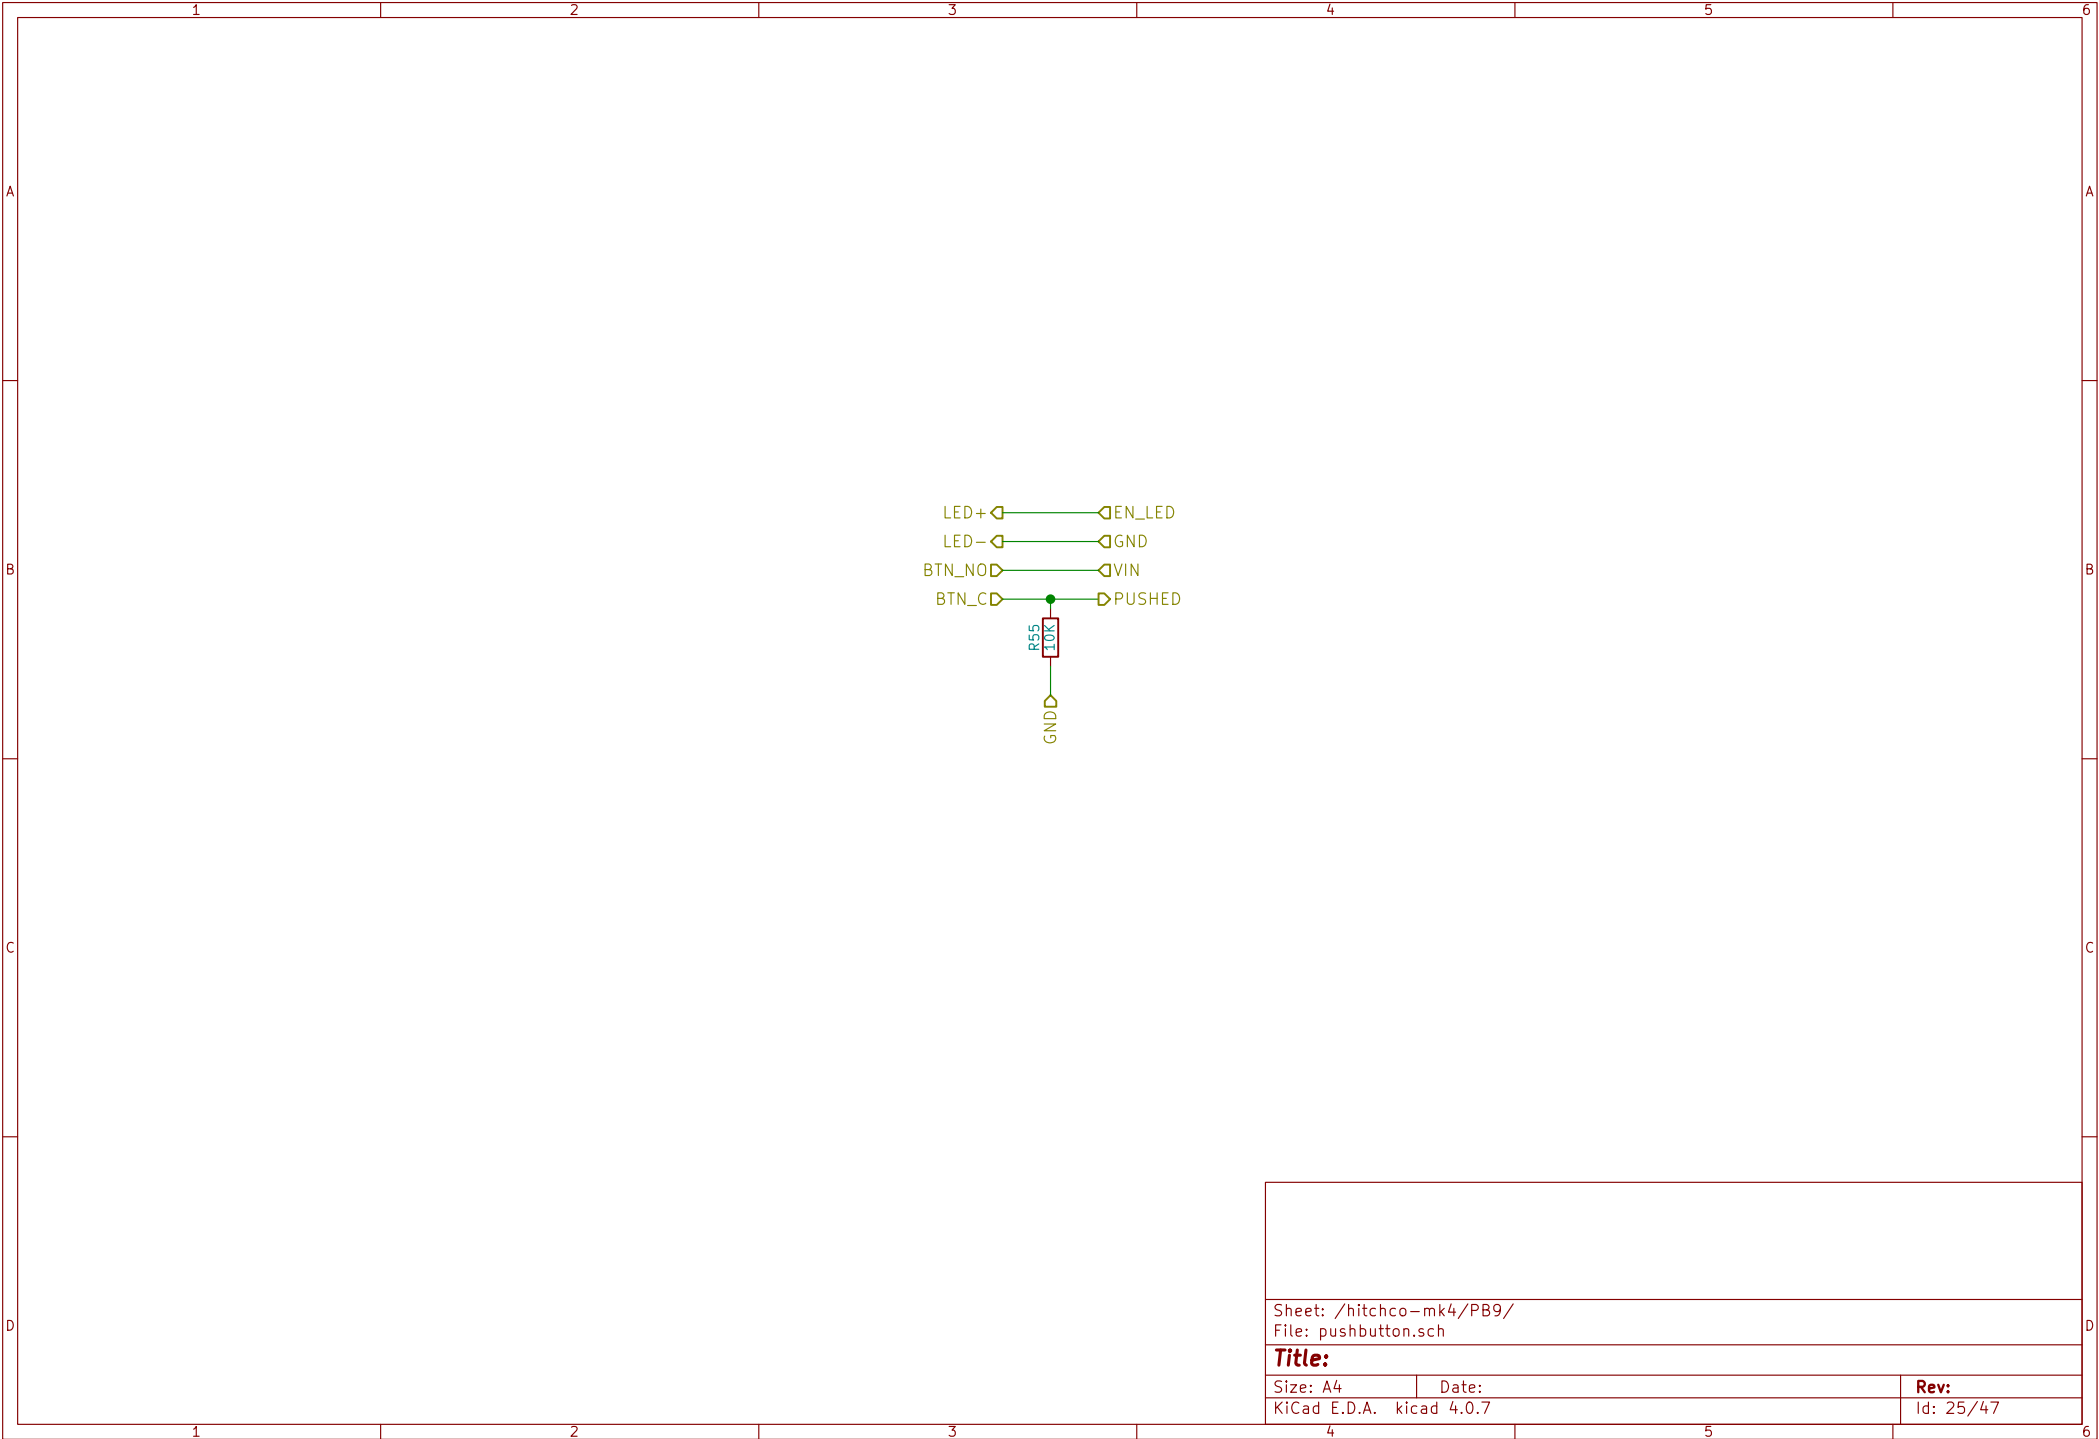 1 2 3 4 5 6
A A
LED+ EN_LED
LED- GND
B B
BTN_NO VIN
BTN_C PUSHED
R55
10K
GND
C C
Sheet: /hitchco-mk4/PB9/
File: pushbutton.sch
D D
Title:
Size: A4 Date: Rev:
KiCad E.D.A. kicad 4.0.7 Id: 25/47
1 2 3 4 5 6